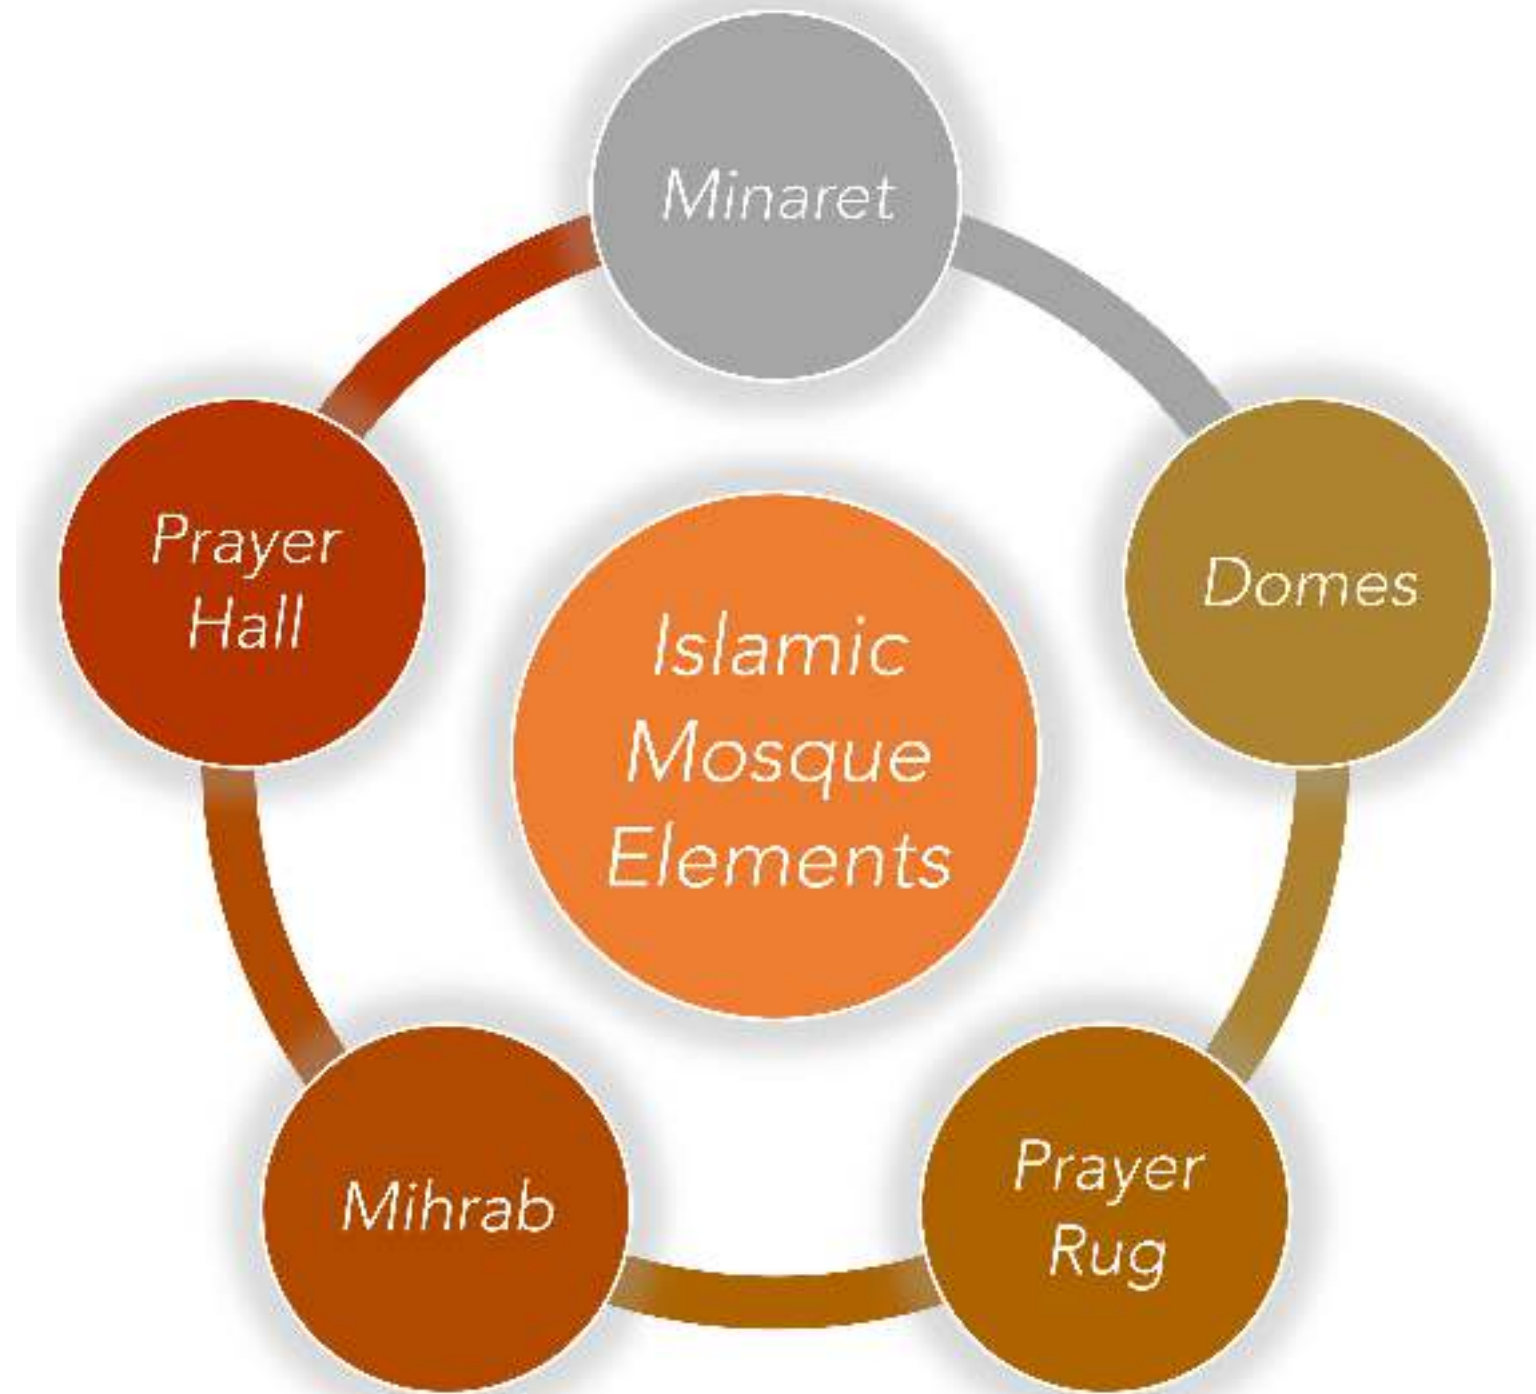 Minaret
Prayer
Hall
Domes
Islamic
Mosque
Elements
Mihrab
Prayer
Rug